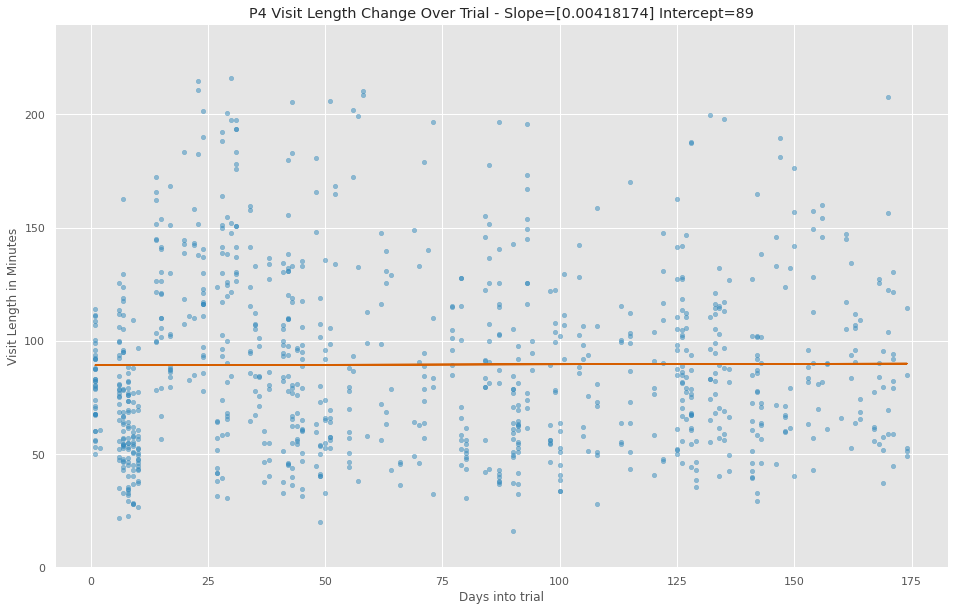 P4 Visit Length Change Over Trial - Slope=[0.00418174] Intercept=89
Visit Length in Minutes
200
150
100
50
0
0 25 50 75 100 125 150 175
Days into trial